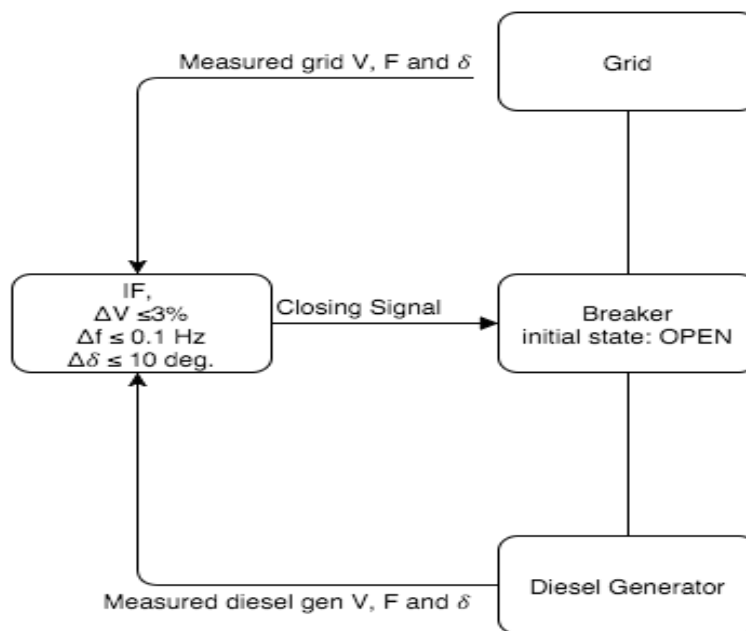 Measured grid V, F and δ
Grid
IF,
ΔV ≤3%
Δf ≤ 0.1 Hz
Δδ ≤ 10 deg.
Closing Signal
Breaker
initial state: OPEN
Diesel Generator
Measured diesel gen V, F and δ